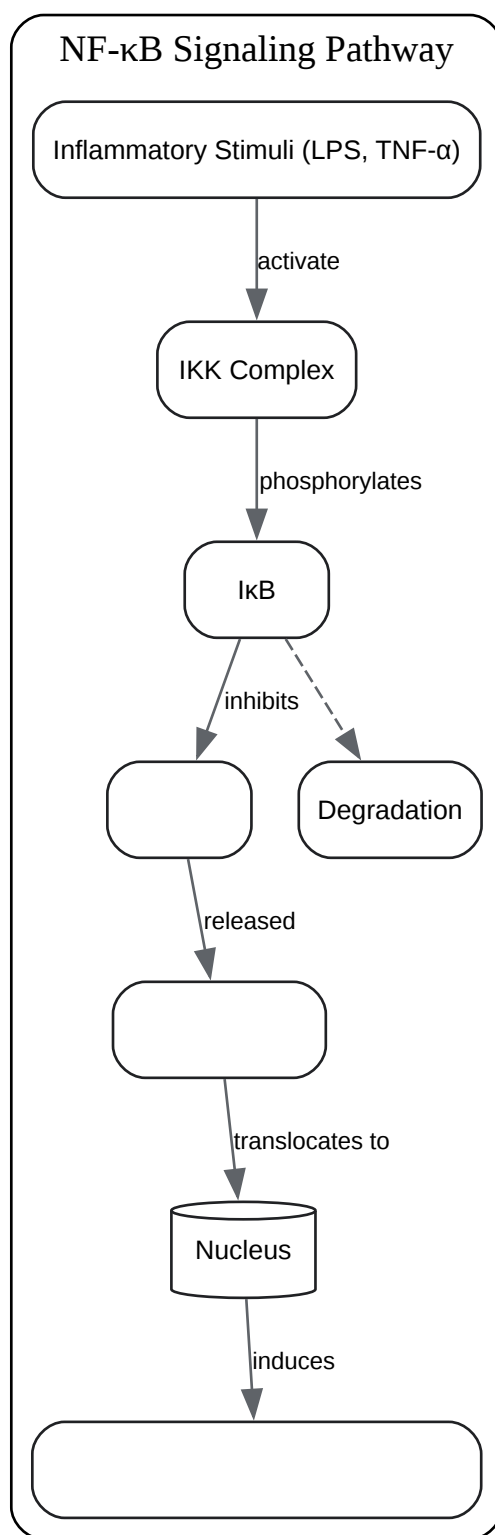 NF-κB Signaling Pathway
Inflammatory Stimuli (LPS, TNF-α)
activate
IKK Complex
phosphorylates
IκB
inhibits
Degradation
released
translocates to
Nucleus
induces